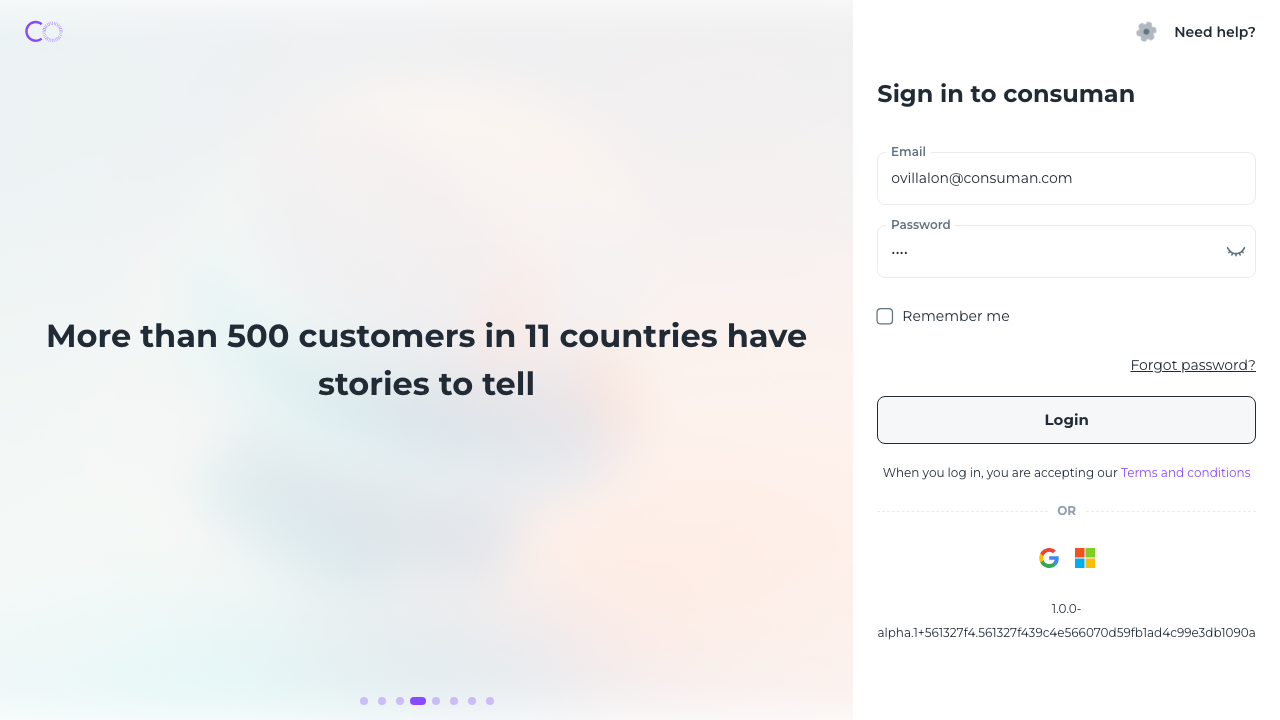 CO
Need help?
Sign in to consuman
Email
ovillalon@consuman.com
Password
····
More than 500 customers in 11 countries have
stories to tell
Remember me
Forgot password?
Login
When you log in, you are accepting our Terms and conditions
OR
1.0.0-
alpha.1+561327f4.561327f439c4e566070d59fb1ad4c99e3db1090a